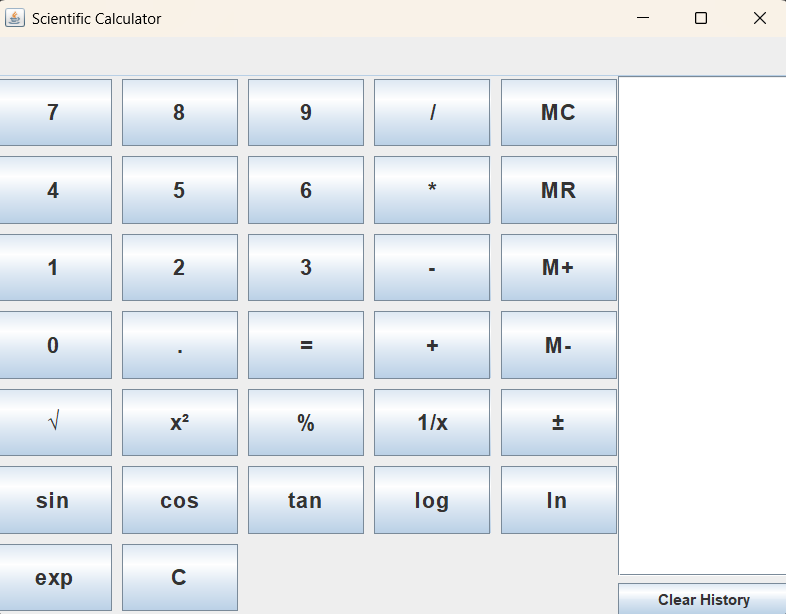 Scientific Calculator
7 8 9 / MC
4 5 6 * MR
1 2 3 - M+
0 . = + M-
√ x² % 1/x ±
sin cos tan log ln
exp C
Clear History